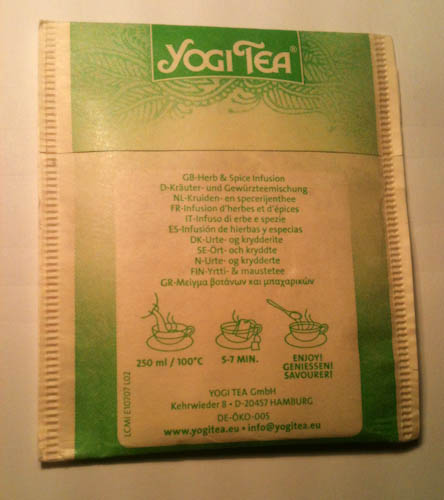 YOGI TEA®
GB-Herb & Spice Infusion
D-Kräuter- und Gewürzteemischung
NL-Kruiden- en specerijenthee
FR-Infusion d'herbes et d'épices
IT-Infuso di erbe e spezie
ES-Infusión de hierbas y especias
DK-Urte- og krydderite
SE-Ört- och kryddte
N-Urte- og krydderte
FIN-Yrtti- & maustetee
GR-Μείγμα βοτάνων και μπαχαρικών
250 ml / 100°C
5-7 MIN.
ENJOY!
GENIESSEN!
SAVOURER!
LCMI E10707 L02
YOGI TEA GmbH
Kehrwieder 8 • D-20457 HAMBURG
DE-ÖKO-005
www.yogitea.eu • info@yogitea.eu